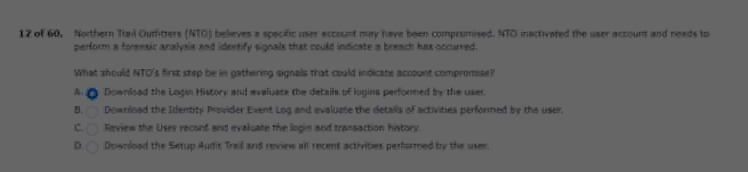 12 of 60. Northern Trail Outfitters (NTO) believes a specific user account may have been compromised. NTO inactivated the user account and needs to
perform a forensic analysis and identify signals that could indicate a breach has occurred.
What should NTO's first step be in gathering signals that could indicate account compromise?
A. Download the Login History and evaluate the details of logins performed by the user.
B. Download the Identity Provider Event Log and evaluate the details of activities performed by the user.
C. Review the User record and evaluate the login and transaction history.
D. Download the Setup Audit Trail and review all recent activities performed by the user.